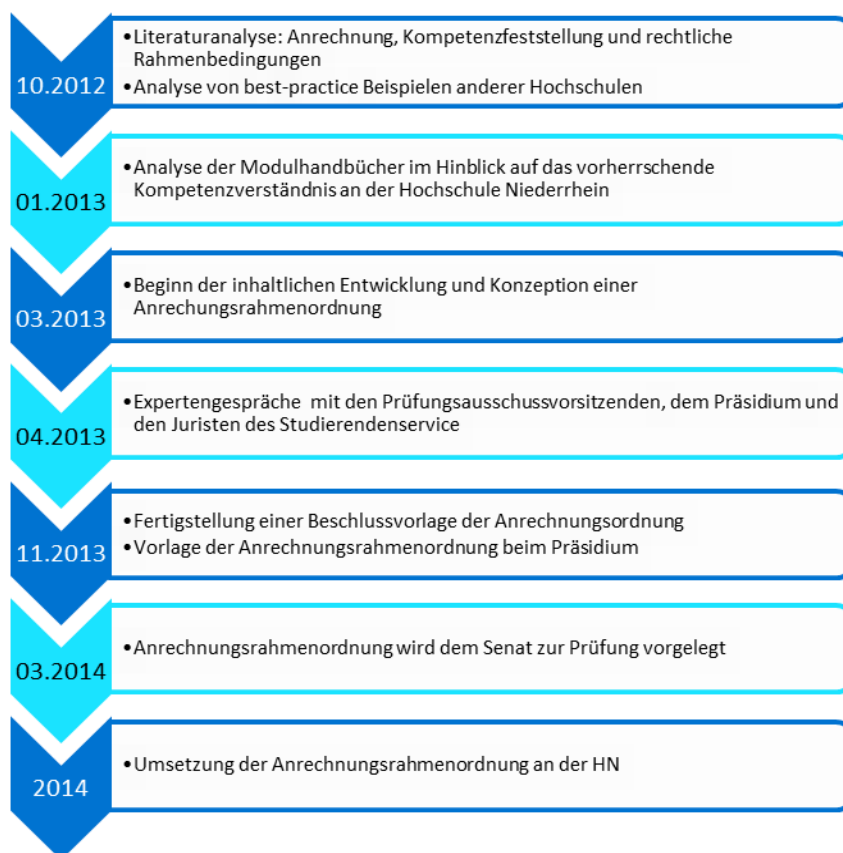 10.2012
•Literaturanalyse: Anrechnung, Kompetenzfeststellung und rechtliche
Rahmenbedingungen
•Analyse von best-practice Beispielen anderer Hochschulen
01.2013
•Analyse der Modulhandbücher im Hinblick auf das vorherrschende
Kompetenzverständnis an der Hochschule Niederrhein
03.2013
•Beginn der inhaltlichen Entwicklung und Konzeption einer
Anrechungsrahmenordnung
04.2013
•Expertengespräche mit den Prüfungsausschussvorsitzenden, dem Präsidium und
den Juristen des Studierendenservice
11.2013
•Fertigstellung einer Beschlussvorlage der Anrechnungsordnung
•Vorlage der Anrechnungsrahmenordnung beim Präsidium
03.2014
•Anrechnungsrahmenordnung wird dem Senat zur Prüfung vorgelegt
2014
•Umsetzung der Anrechnungsrahmenordnung an der HN